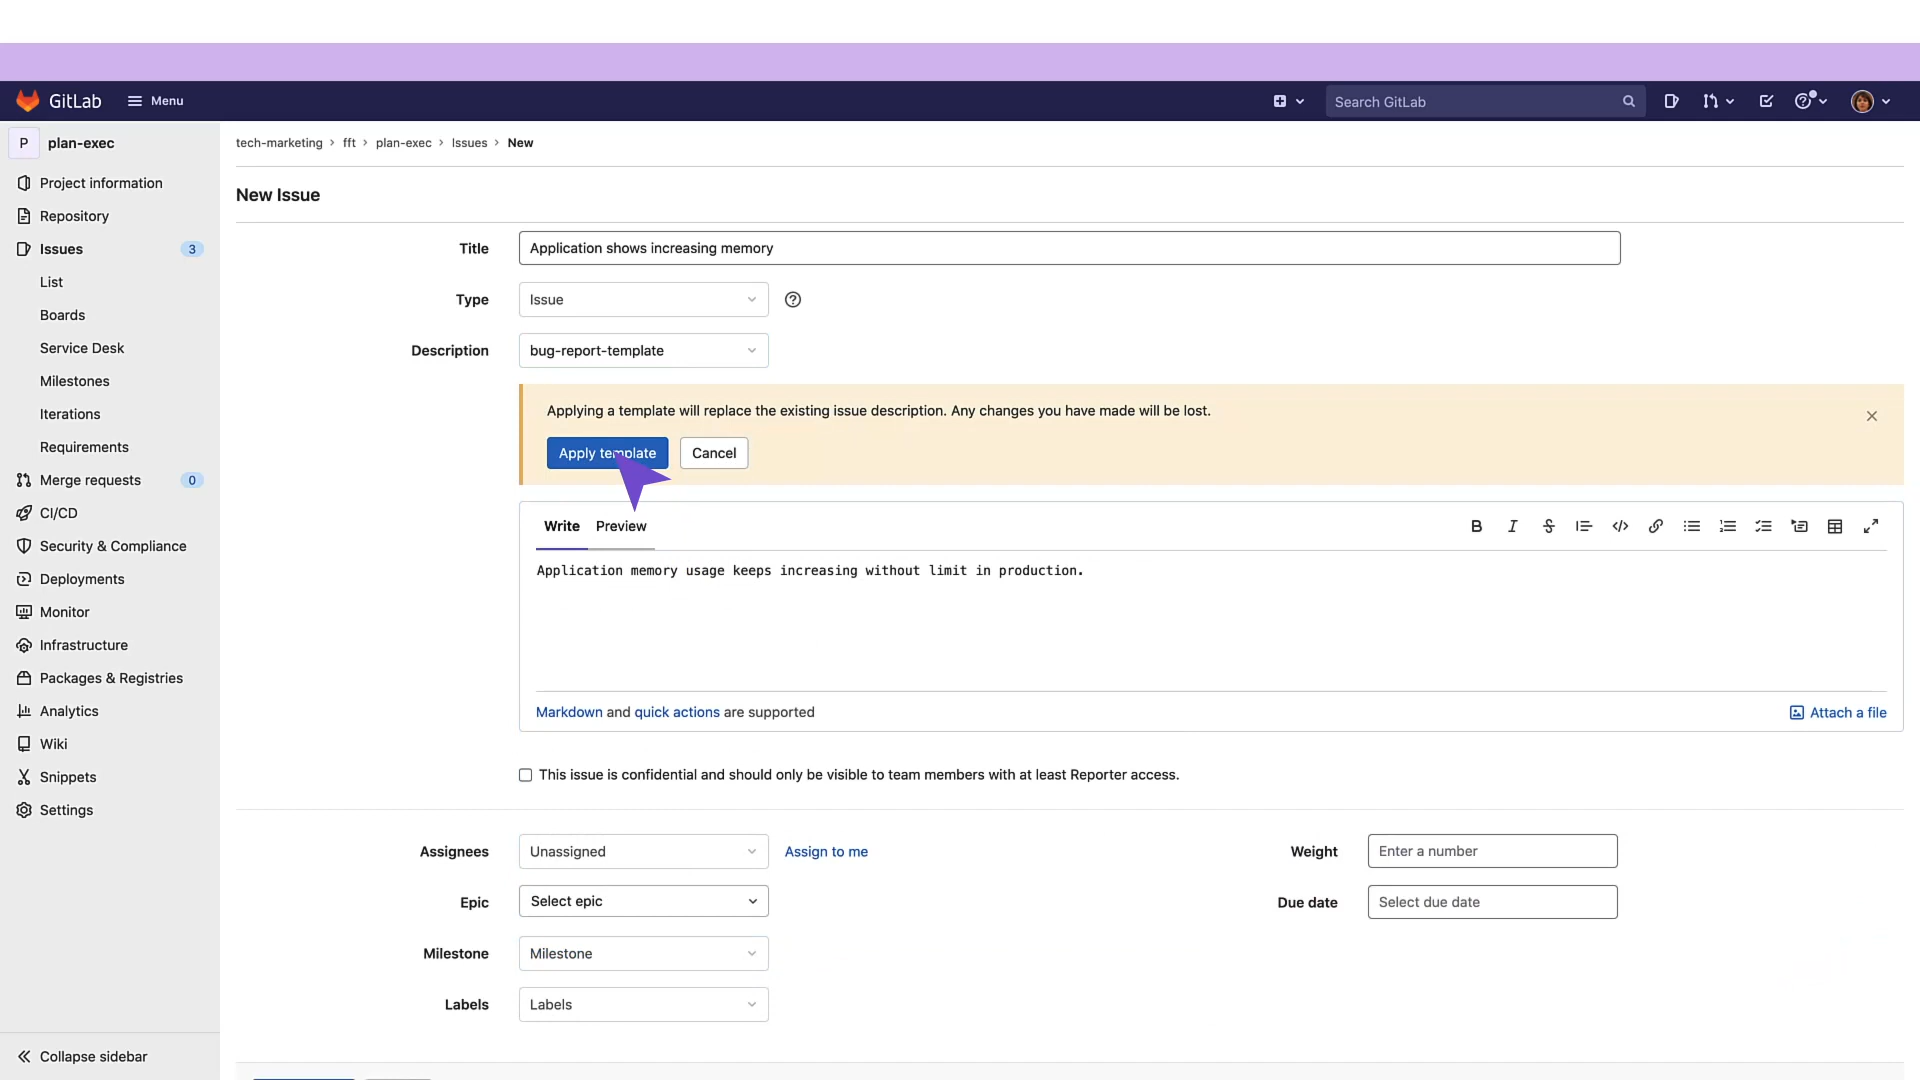 GitLab
Menu
Search GitLab
P plan-exec
Project information
Repository
Issues 3
List
Boards
Service Desk
Milestones
Iterations
Requirements
Merge requests 0
CI/CD
Security & Compliance
Deployments
Monitor
Infrastructure
Packages & Registries
Analytics
Wiki
Snippets
Settings
Collapse sidebar
tech-marketing › fft › plan-exec › Issues › New
New Issue
Title Application shows increasing memory
Type Issue
Description bug-report-template
Applying a template will replace the existing issue description. Any changes you have made will be lost.
Apply template Cancel
Write Preview
Application memory usage keeps increasing without limit in production.
Markdown and quick actions are supported
Attach a file
This issue is confidential and should only be visible to team members with at least Reporter access.
Assignees Unassigned Assign to me
Weight Enter a number
Epic Select epic
Due date Select due date
Milestone Milestone
Labels Labels